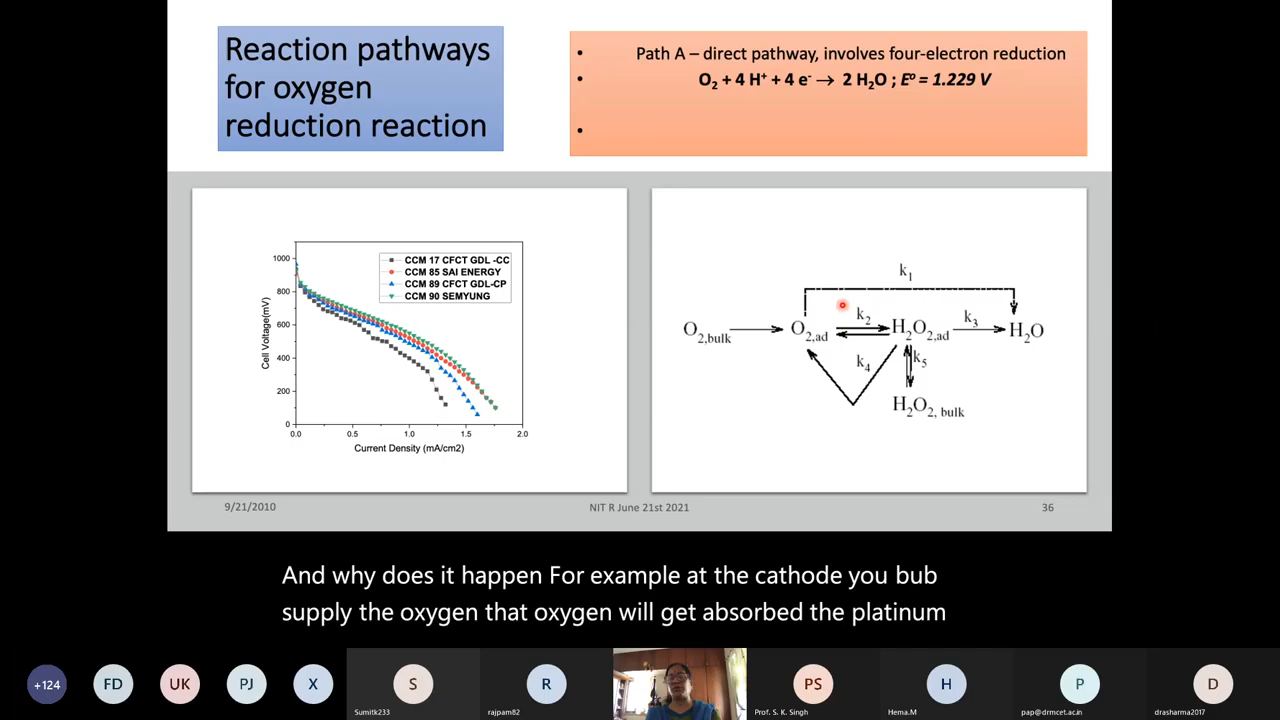 Reaction pathways
for oxygen
reduction reaction
• Path A – direct pathway, involves four-electron reduction
• O₂ + 4 H⁺ + 4 e⁻ → 2 H₂O ; Eᵒ = 1.229 V
•
CCM 17 CFCT GDL -CC
CCM 85 SAI ENERGY
CCM 89 CFCT GDL-CP
CCM 90 SEMYUNG
1000
800
600
400
200
0
Cell Voltage(mV)
0.0 0.5 1.0 1.5 2.0
Current Density (mA/cm2)
k₁
O₂,bulk O₂,ad k₂ H₂O₂,ad k₃ H₂O
k₄ k₅
H₂O₂, bulk
9/21/2010 NIT R June 21st 2021 36
And why does it happen For example at the cathode you bub
supply the oxygen that oxygen will get absorbed the platinum
+124 FD UK PJ X S R PS H P D
Sumitk233 rajpam82 Prof. S. K. Singh Hema.M pap@drmcet.ac.in drasharma2017